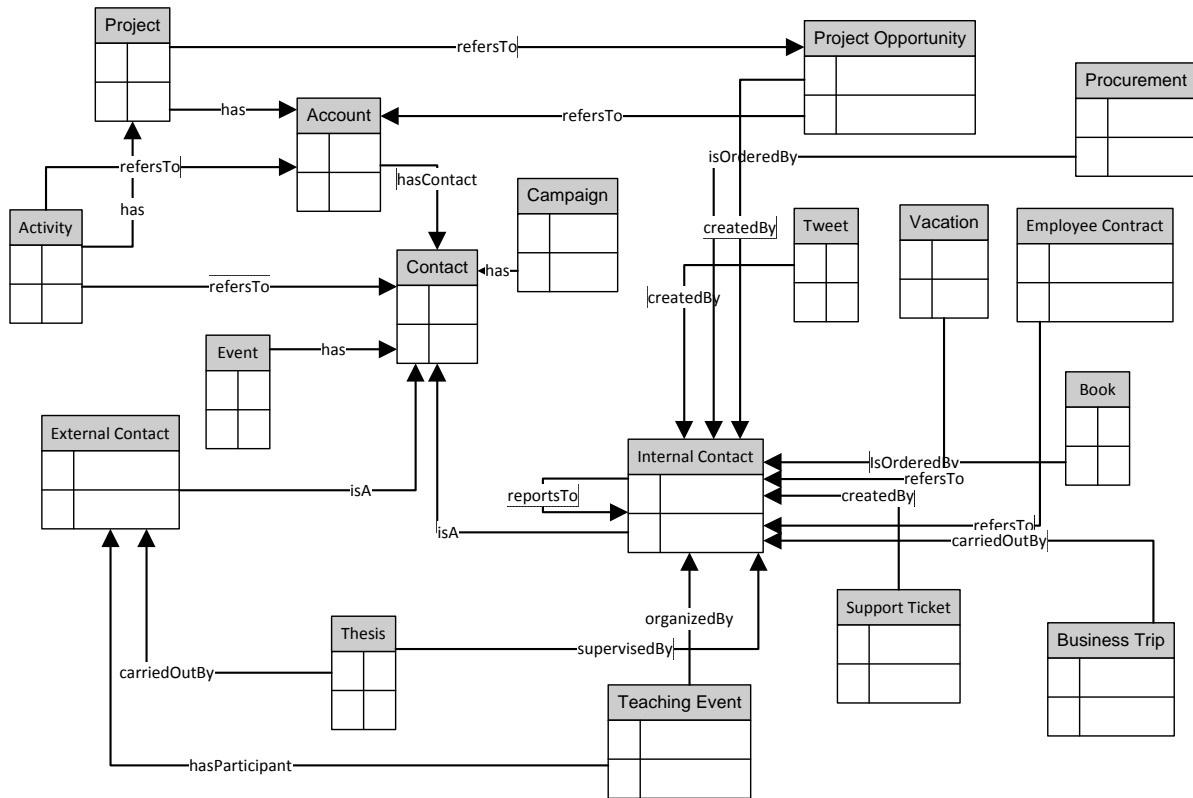 Project
Project Opportunity
refersTo
Procurement
has
Account
refersTo
isOrderedBy
refersTo
hasContact
Campaign
Vacation
has
Activity
Tweet
Employee Contract
createdBy
Contact
has
refersTo
createdBy
Event
has
Book
External Contact
Internal Contact
IsOrderedBy
refersTo
isA
reportsTo
createdBy
isA
refersTo
carriedOutBy
Support Ticket
organizedBy
Thesis
Business Trip
supervisedBy
carriedOutBy
Teaching Event
hasParticipant